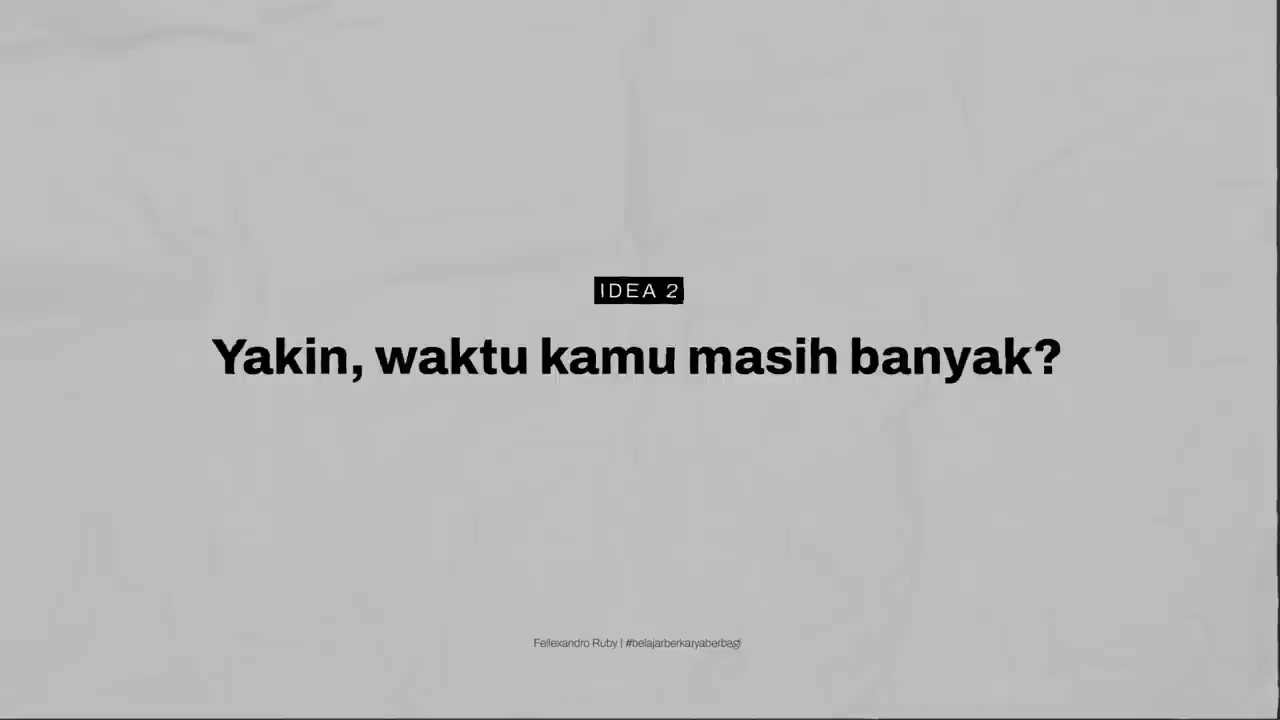 IDEA 2
Yakin, waktu kamu masih banyak?
Fellexandro Ruby | #belajarberkaryaberbagi